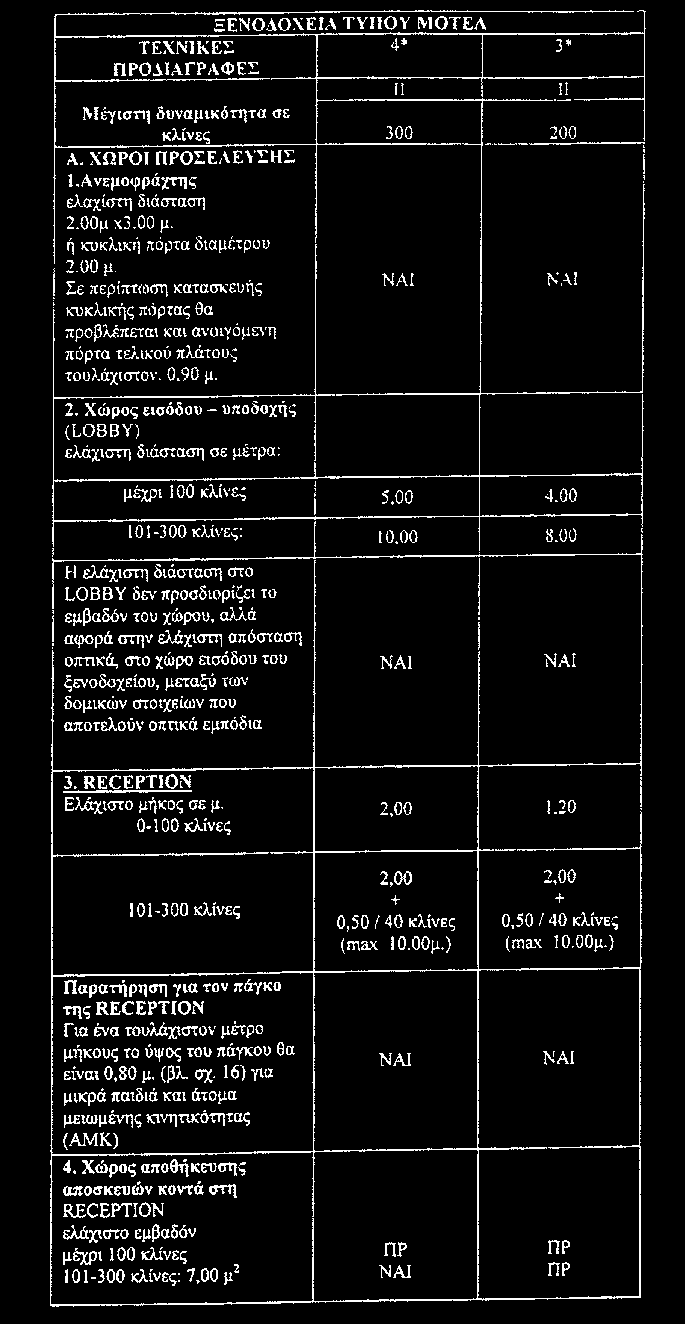 ΞΕΝΟΔΟΧΕΙΑ ΤΥΠΟΥ ΜΟΤΕΛ
ΤΕΧΝΙΚΕΣ ΠΡΟΔΙΑΓΡΑΦΕΣ 4* 3*
Π Π
Μέγιστη δυναμικότητα σε
κλίνες 300 200
Α. ΧΩΡΟΙ ΠΡΟΣΕΛΕΥΣΗΣ
1.Ανεμοφράχτης
ελαχίστη διάσταση
2.00μ x3.00 μ.
ή κυκλική πόρτα διαμέτρου
2.00 μ.
Σε περίπτωση κατασκευής ΝΑΙ ΝΑΙ
κυκλικής πόρτας θα
προβλέπεται και ανοιγόμενη
πόρτα τελικού πλάτους
τουλάχιστον. 0,90 μ.
2. Χώρος εισόδου – υποδοχής
(LOBBY)
ελάχιστη διάσταση σε μέτρα:
μέχρι 100 κλίνες 5,00 4.00
101-300 κλίνες: 10,00 8.00
Η ελάχιστη διάσταση στο
LOBBY δεν προσδιορίζει το
εμβαδόν του χώρου, αλλά
αφορά στην ελάχιστη απόσταση
οπτικά, στο χώρο εισόδου του ΝΑΙ ΝΑΙ
ξενοδοχείου, μεταξύ των
δομικών στοιχείων που
αποτελούν οπτικά εμπόδια
3. RECEPTION
Ελάχιστο μήκος σε μ. 2,00 1.20
0-100 κλίνες
2,00 2,00
101-300 κλίνες + +
0,50 / 40 κλίνες 0,50 / 40 κλίνες
(max 10.00μ.) (max 10.00μ.)
Παρατήρηση για τον πάγκο
της RECEPTION
Για ένα τουλάχιστον μέτρο
μήκους το ύψος του πάγκου θα
είναι 0,80 μ. (βλ. σχ. 16) για ΝΑΙ ΝΑΙ
μικρά παιδιά και άτομα
μειωμένης κινητικότητας
(ΑΜΚ)
4. Χώρος αποθήκευσης
αποσκευών κοντά στη
RECEPTION
ελάχιστο εμβαδόν
μέχρι 100 κλίνες ΠΡ ΠΡ
101-300 κλίνες: 7,00 μ² ΝΑΙ ΠΡ